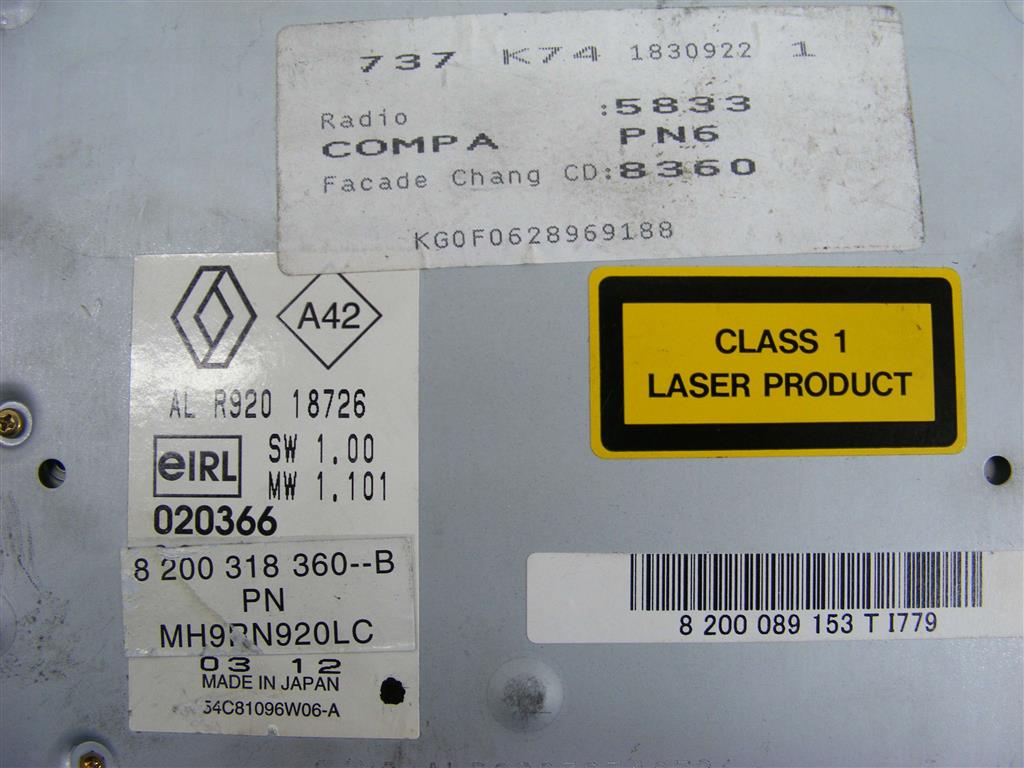 737 K74 1830922 1
Radio :5833
COMPA PN6
Facade Chang CD:8360
KG0F0628969188
A42
AL R920 18726
eIRL SW 1.00
MW 1.101
020366
8 200 318 360--B
PN
MH9RN920LC
03 12
MADE IN JAPAN
34C81096W06-A
CLASS 1
LASER PRODUCT
8 200 089 153 T I779